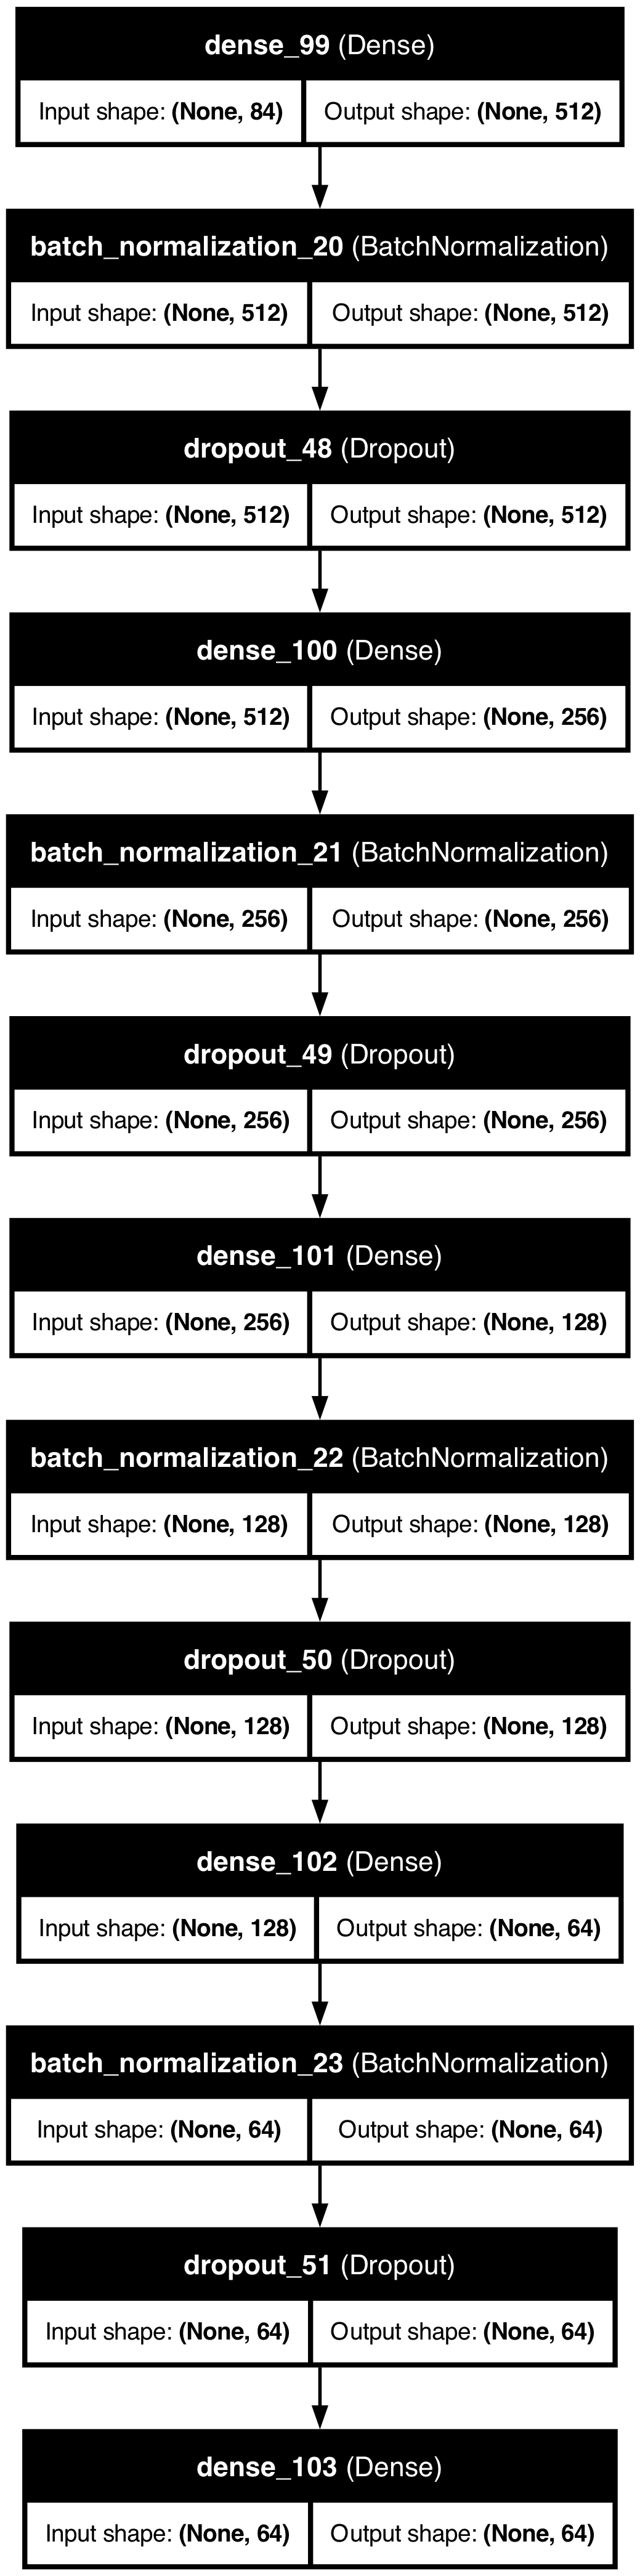 dense_99 (Dense)
Input shape: (None, 84) Output shape: (None, 512)
batch_normalization_20 (BatchNormalization)
Input shape: (None, 512) Output shape: (None, 512)
dropout_48 (Dropout)
Input shape: (None, 512) Output shape: (None, 512)
dense_100 (Dense)
Input shape: (None, 512) Output shape: (None, 256)
batch_normalization_21 (BatchNormalization)
Input shape: (None, 256) Output shape: (None, 256)
dropout_49 (Dropout)
Input shape: (None, 256) Output shape: (None, 256)
dense_101 (Dense)
Input shape: (None, 256) Output shape: (None, 128)
batch_normalization_22 (BatchNormalization)
Input shape: (None, 128) Output shape: (None, 128)
dropout_50 (Dropout)
Input shape: (None, 128) Output shape: (None, 128)
dense_102 (Dense)
Input shape: (None, 128) Output shape: (None, 64)
batch_normalization_23 (BatchNormalization)
Input shape: (None, 64) Output shape: (None, 64)
dropout_51 (Dropout)
Input shape: (None, 64) Output shape: (None, 64)
dense_103 (Dense)
Input shape: (None, 64) Output shape: (None, 64)